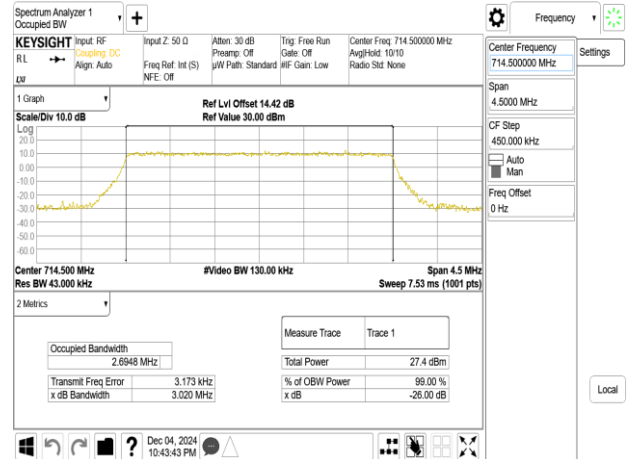 Spectrum Analyzer 1
Occupied BW
Frequency
KEYSIGHT
Input: RF
Coupling: DC
Align: Auto
Input Z: 50 Ω
Freq Ref: Int (S)
NFE: Off
Atten: 30 dB
Preamp: Off
µW Path: Standard
Trig: Free Run
Gate: Off
#IF Gain: Low
Center Freq: 714.500000 MHz
Avg|Hold: 10/10
Radio Std: None
RL
LXI
Center Frequency
714.500000 MHz
Settings
Span
4.5000 MHz
CF Step
450.000 kHz
Auto
Man
Freq Offset
0 Hz
Local
1 Graph
Scale/Div 10.0 dB
Ref Lvl Offset 14.42 dB
Ref Value 30.00 dBm
Log
20.0
10.0
0.00
-10.0
-20.0
-30.0
-40.0
-50.0
-60.0
Center 714.500 MHz
Res BW 43.000 kHz
#Video BW 130.00 kHz
Span 4.5 MHz
Sweep 7.53 ms (1001 pts)
2 Metrics
Occupied Bandwidth
2.6948 MHz
Transmit Freq Error 3.173 kHz
x dB Bandwidth 3.020 MHz
Measure Trace Trace 1
Total Power 27.4 dBm
% of OBW Power 99.00 %
x dB -26.00 dB
?
Dec 04, 2024
10:43:43 PM